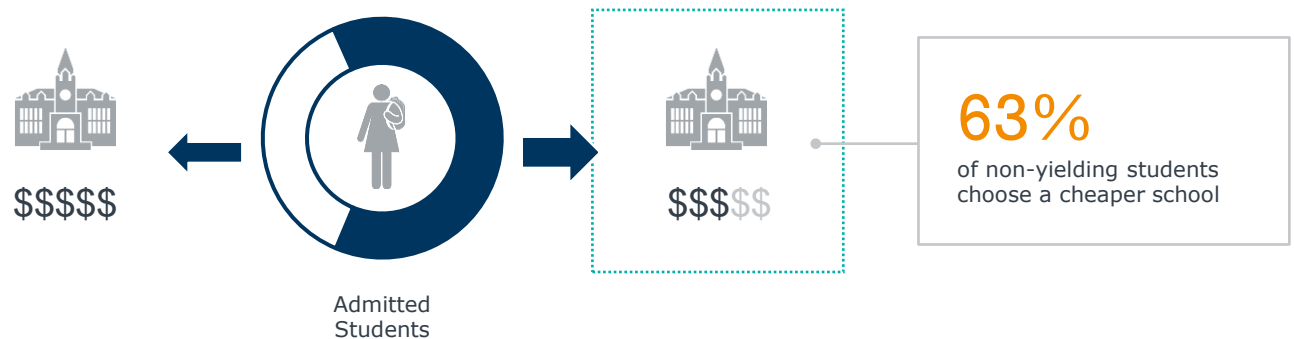 $$$$$
Admitted
Students
$$$$$
63%
of non-yielding students
choose a cheaper school